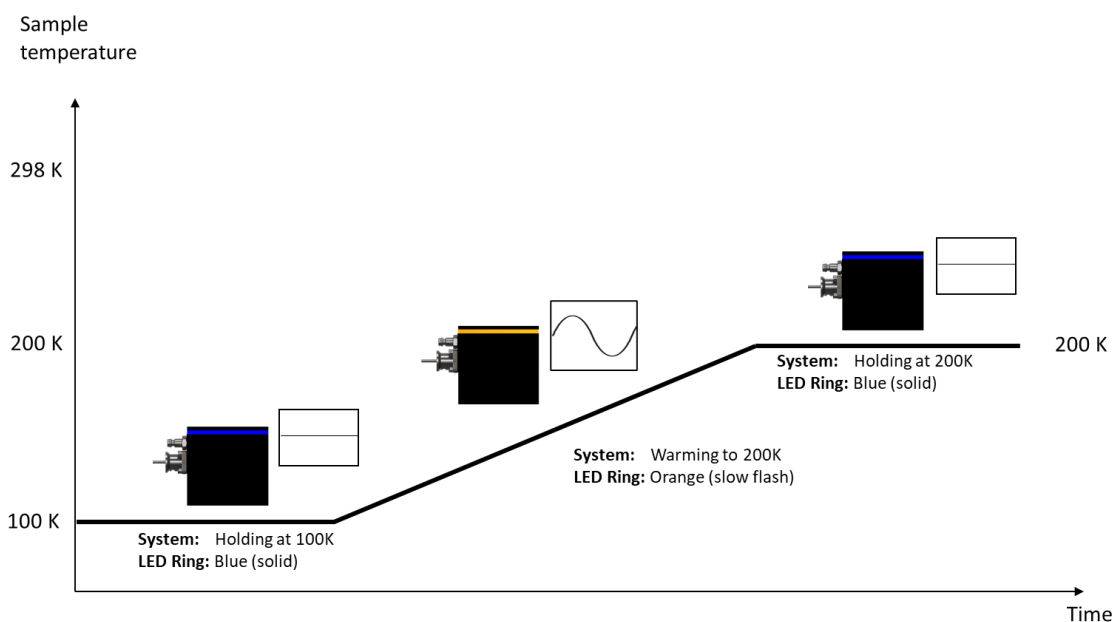 Sample
temperature
298 K
200 K
200 K
System: Holding at 200K
LED Ring: Blue (solid)
System: Warming to 200K
LED Ring: Orange (slow flash)
100 K
System: Holding at 100K
LED Ring: Blue (solid)
Time